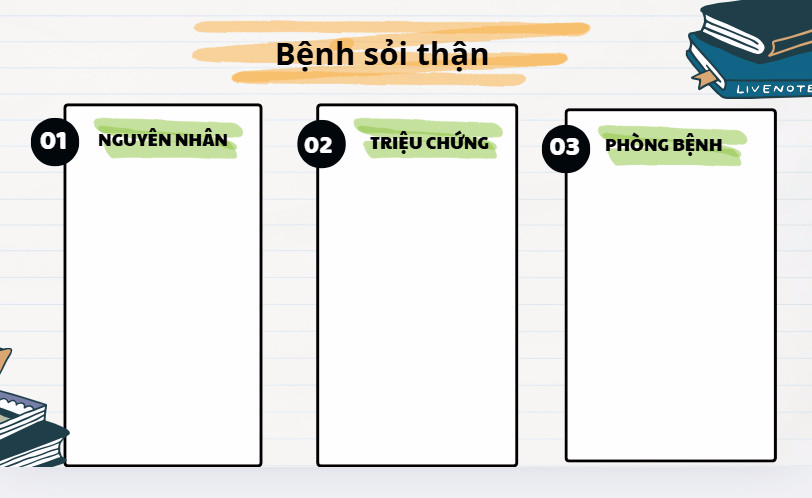 Bệnh sỏi thận
LIVENOTE
01
NGUYÊN NHÂN
02
TRIỆU CHỨNG
03
PHÒNG BỆNH